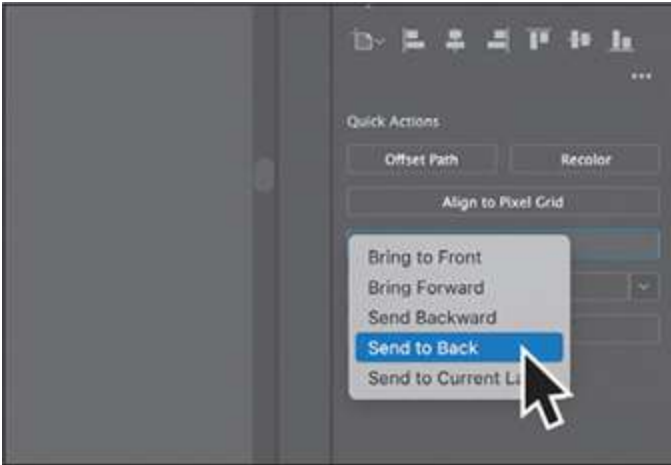 Quick Actions
Offset Path Recolor
Align to Pixel Grid
Bring to Front
Bring Forward
Send Backward
Send to Back
Send to Current